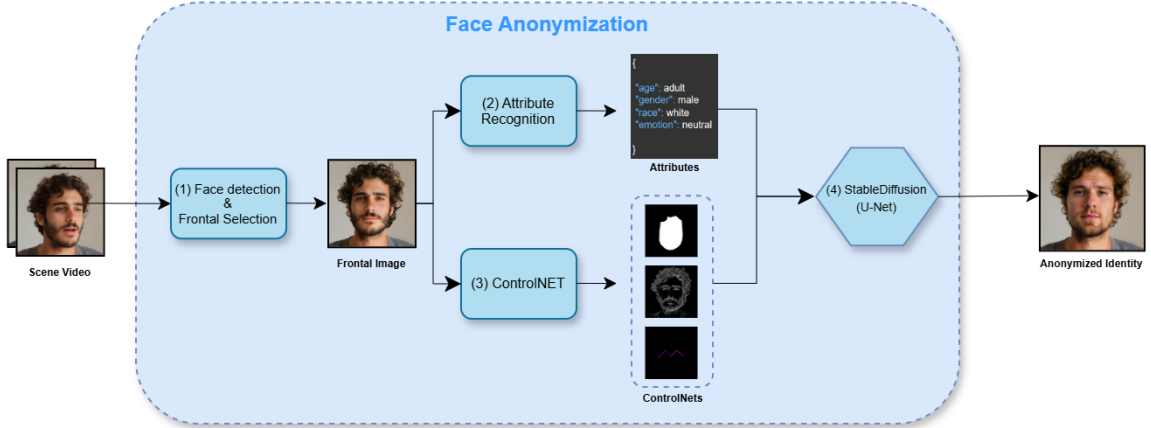 Face Anonymization
Scene Video
(1) Face detection
&
Frontal Selection
Frontal Image
(2) Attribute
Recognition
{
"age": adult
"gender": male
"race": white
"emotion": neutral
}
Attributes
(3) ControlNET
ControlNets
(4) StableDiffusion
(U-Net)
Anonymized Identity